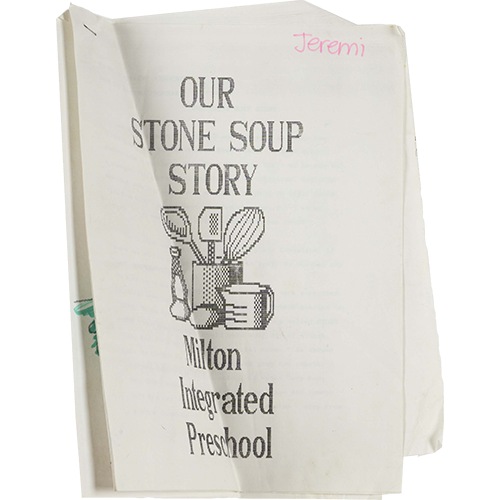 Jeremi
OUR
STONE SOUP
STORY
Milton
Integrated
Preschool